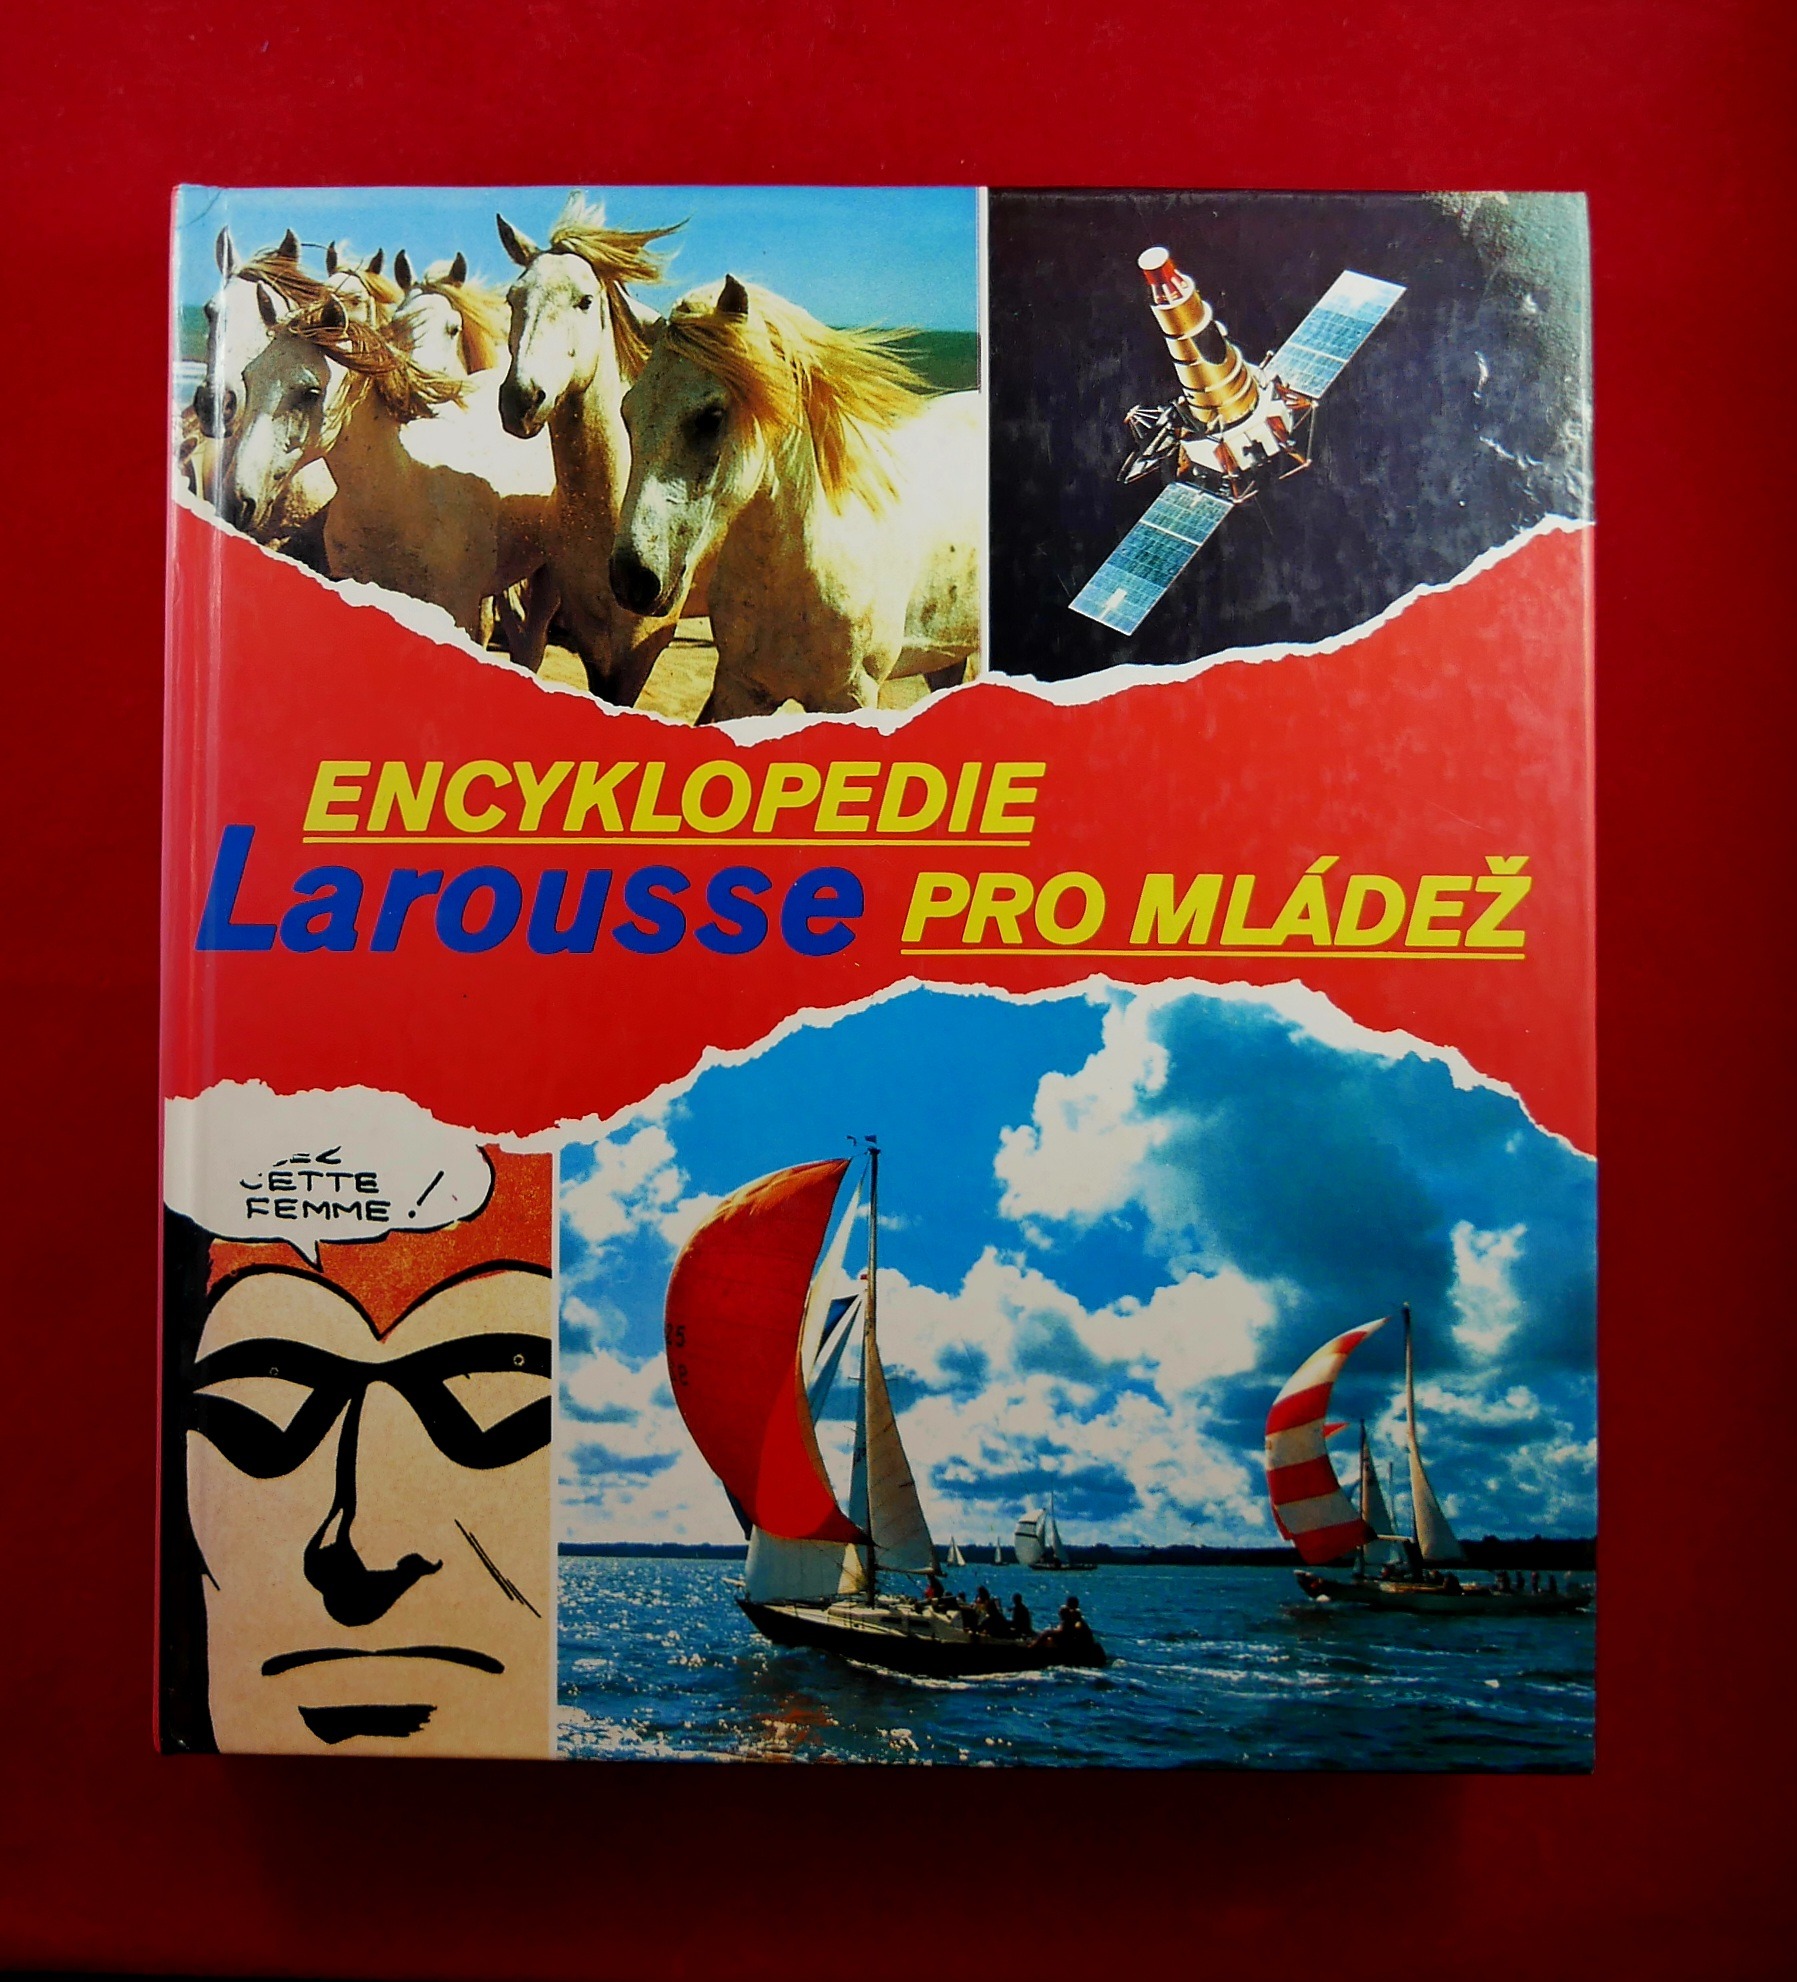 ENCYKLOPEDIE
Larousse PRO MLÁDEŽ
CETTE
FEMME !